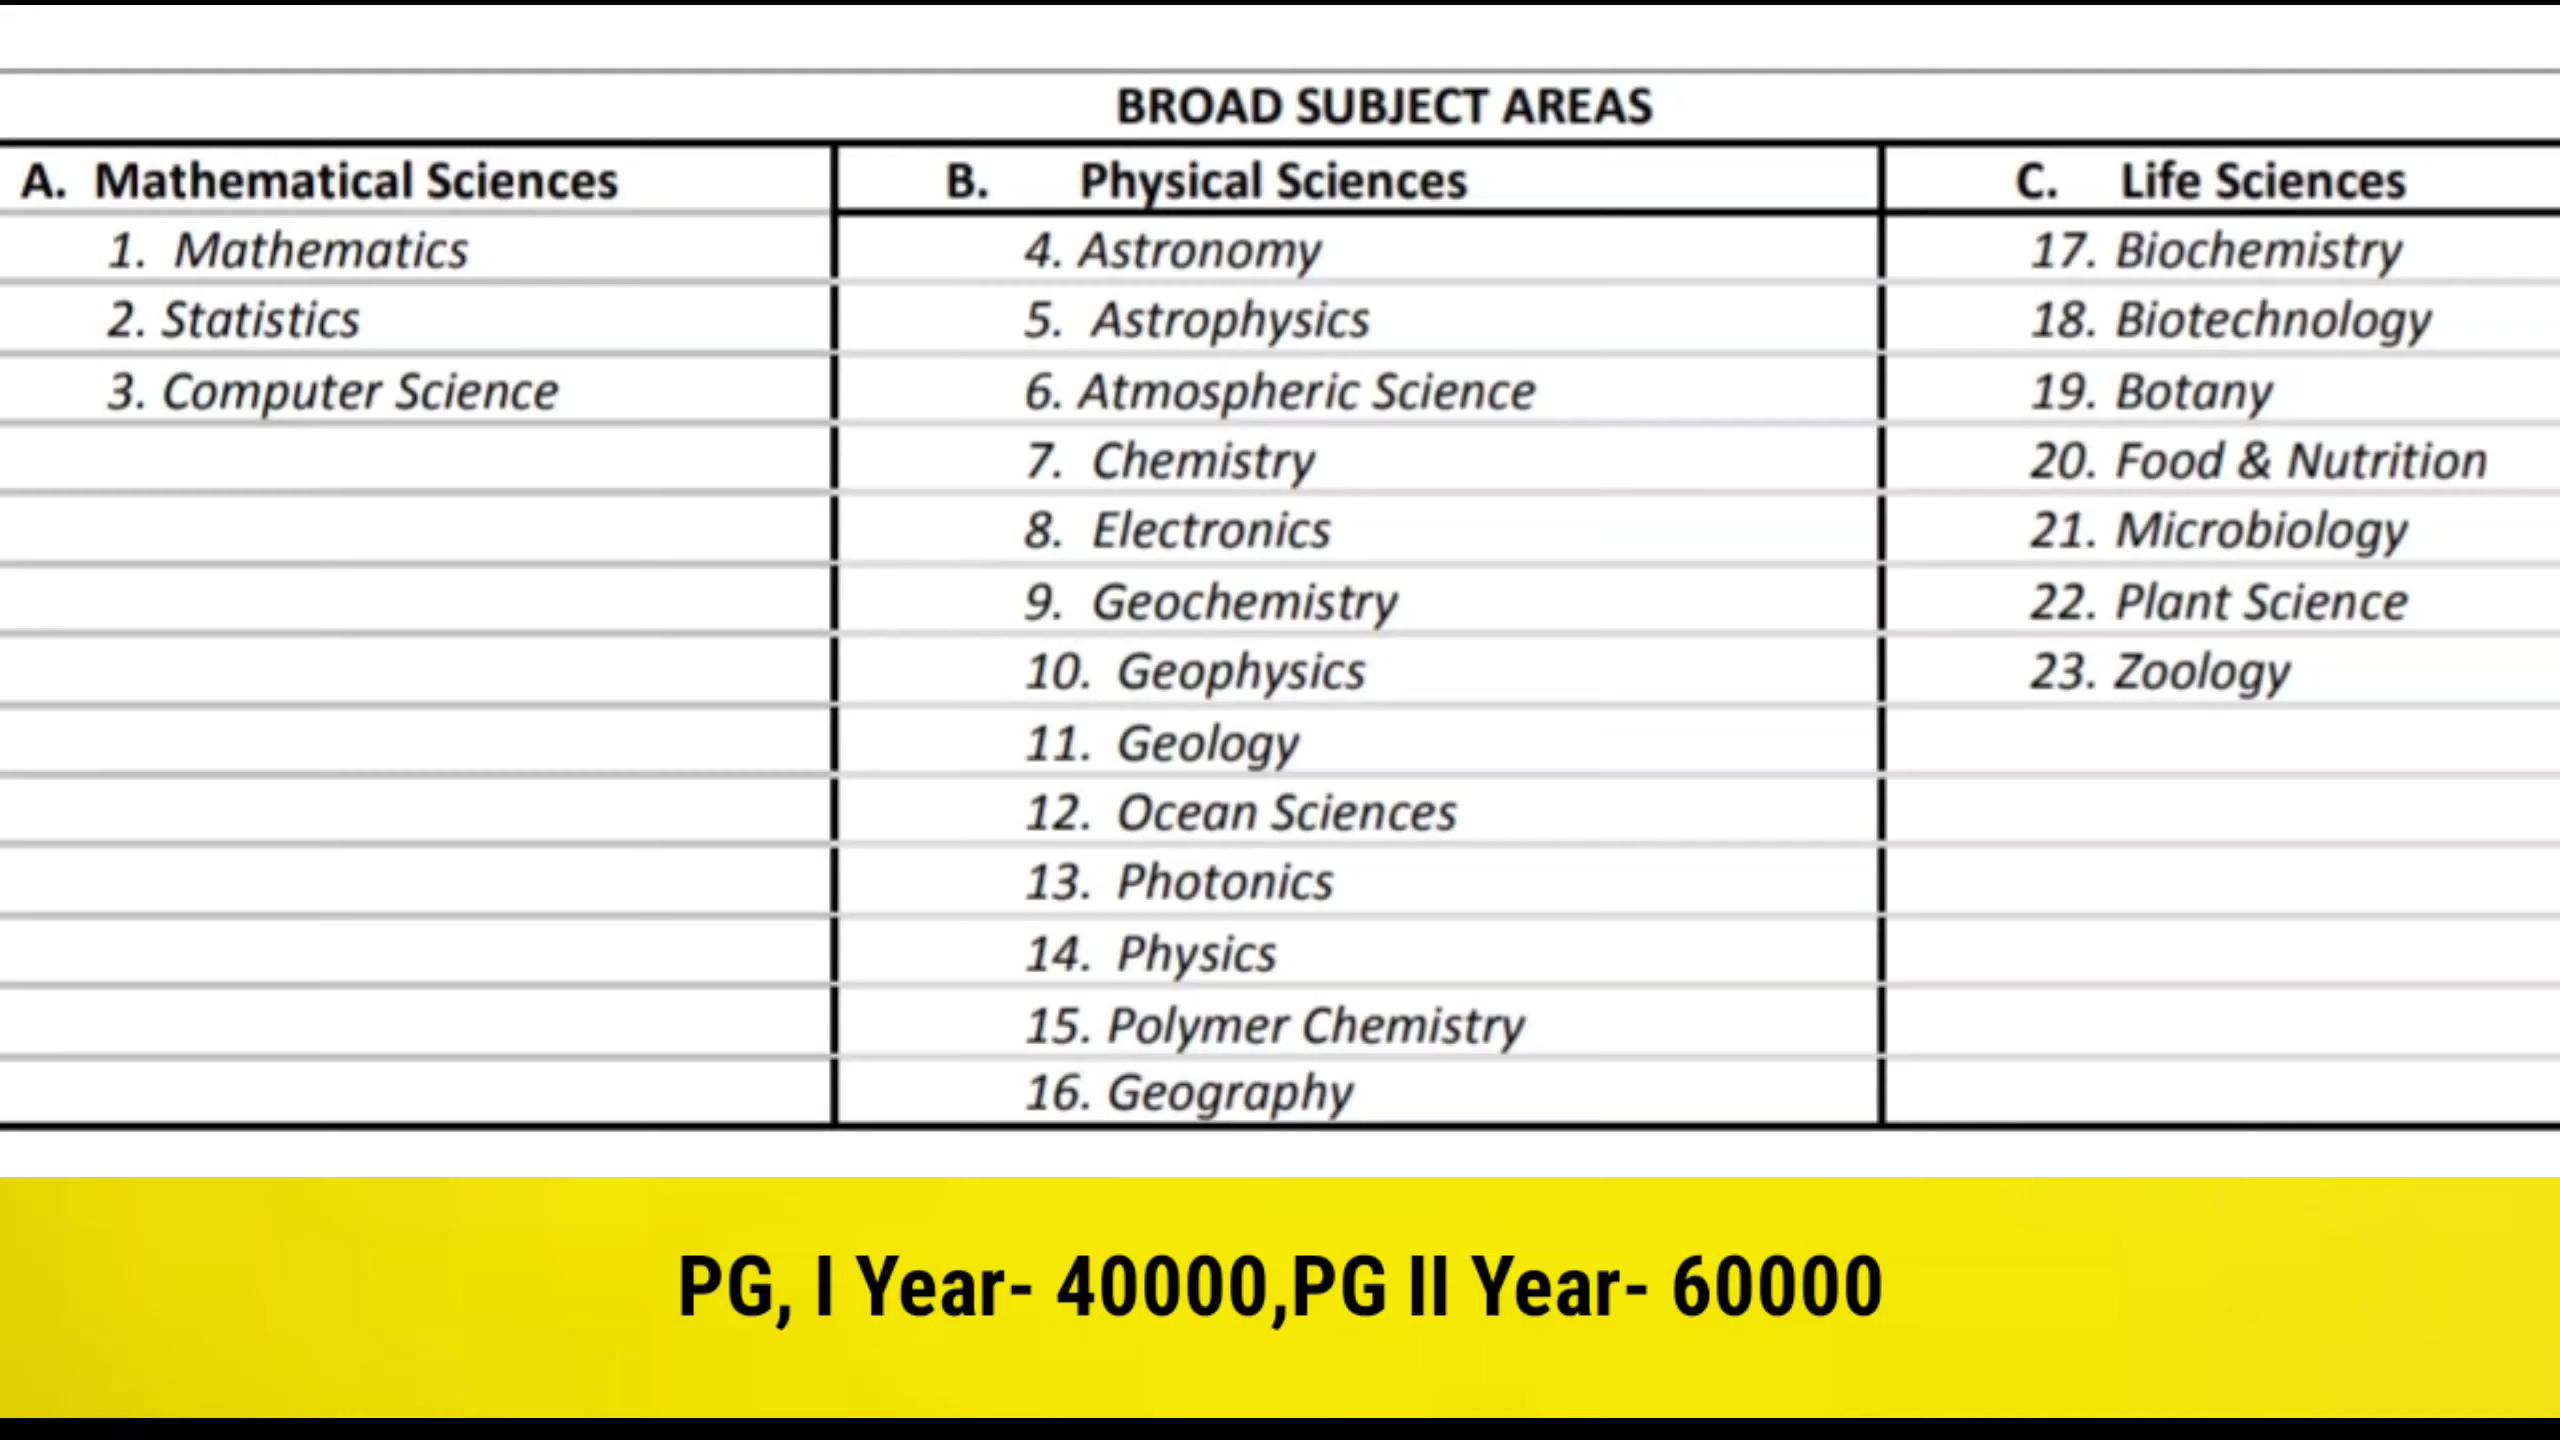 BROAD SUBJECT AREAS
A. Mathematical Sciences
1. Mathematics
2. Statistics
3. Computer Science
B. Physical Sciences
4. Astronomy
5. Astrophysics
6. Atmospheric Science
7. Chemistry
8. Electronics
9. Geochemistry
10. Geophysics
11. Geology
12. Ocean Sciences
13. Photonics
14. Physics
15. Polymer Chemistry
16. Geography
C. Life Sciences
17. Biochemistry
18. Biotechnology
19. Botany
20. Food & Nutrition
21. Microbiology
22. Plant Science
23. Zoology
PG, I Year- 40000,PG II Year- 60000